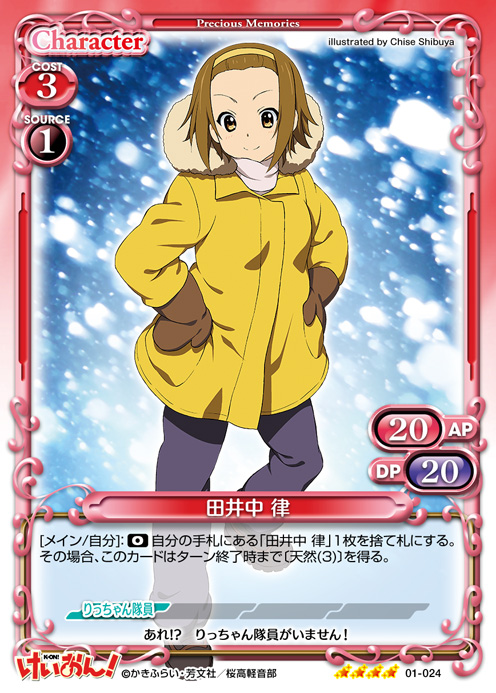 Precious Memories
Character
illustrated by Chise Shibuya
COST
3
SOURCE
1
20 AP
DP 20
田井中 律
[メイン/自分]:0自分の手札にある「田井中 律」1枚を捨て札にする。
その場合、このカードはターン終了時まで〔天然(3)〕を得る。
りっちゃん隊員
あれ!? りっちゃん隊員がいません!
K-ON!
けいおん!
©かきふらい・芳文社/桜高軽音部
01-024